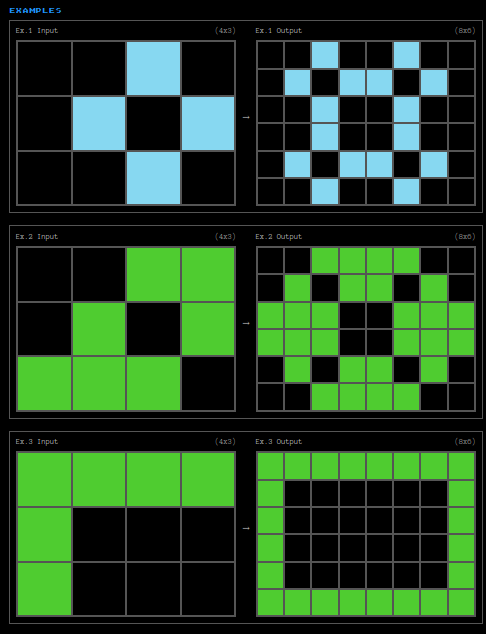 EXAMPLES
Ex.1 Input (4x3)
Ex.1 Output (8x6)
→
Ex.2 Input (4x3)
Ex.2 Output (8x6)
→
Ex.3 Input (4x3)
Ex.3 Output (8x6)
→